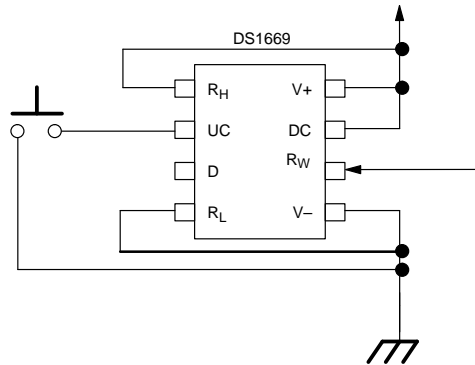 DS1669
RH V+
UC DC
D RW
RL V–